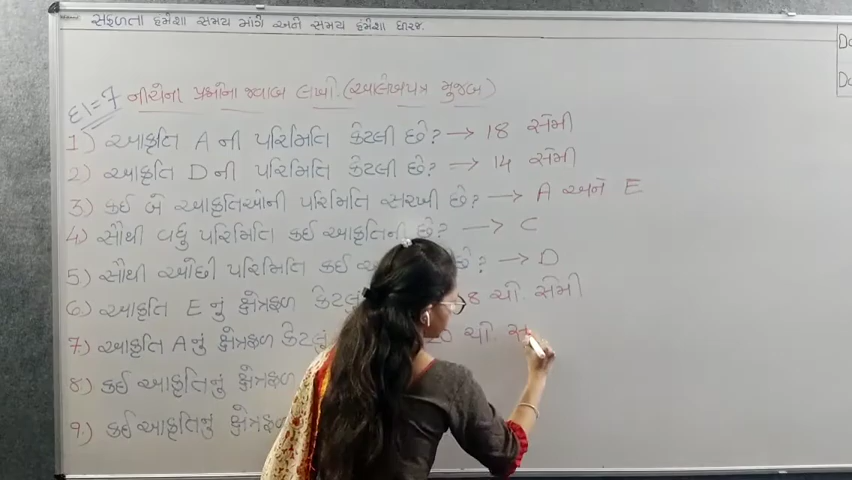 સફળતા હંમેશા સમય માંગે અને સમય હંમેશા ધીરજ.
દા=7 નીચેના પ્રશ્નોના જવાબ લખો. (આલેખપત્ર મુજબ)
1) આકૃતિ A ની પરિમિતિ કેટલી છે? → 18 સેમી
2) આકૃતિ D ની પરિમિતિ કેટલી છે? → 14 સેમી
3) કઈ બે આકૃતિઓની પરિમિતિ સરખી છે? → A અને E
4) સૌથી વધુ પરિમિતિ કઈ આકૃતિની છે? → C
5) સૌથી ઓછી પરિમિતિ કઈ છે? → D
6) આકૃતિ E નું ક્ષેત્રફળ 8 ચો. સેમી
7) આકૃતિ A નું ક્ષેત્રફળ કેટલું ચો.
8) કઈ આકૃતિનું ક્ષેત્રફળ
9.) કઈ આકૃતિનું ક્ષેત્રફળ